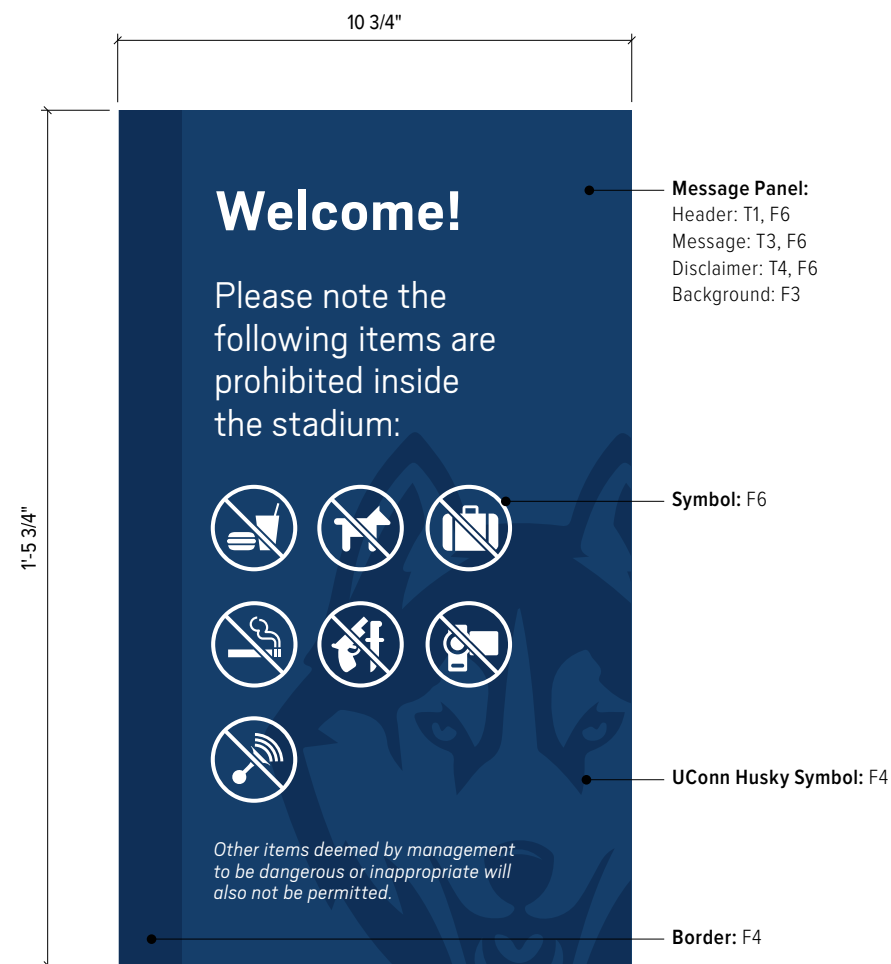 10 3/4"
1'-5 3/4"
Welcome!
Please note the
following items are
prohibited inside
the stadium:
Other items deemed by management
to be dangerous or inappropriate will
also not be permitted.
Message Panel:
Header: T1, F6
Message: T3, F6
Disclaimer: T4, F6
Background: F3
Symbol: F6
UConn Husky Symbol: F4
Border: F4